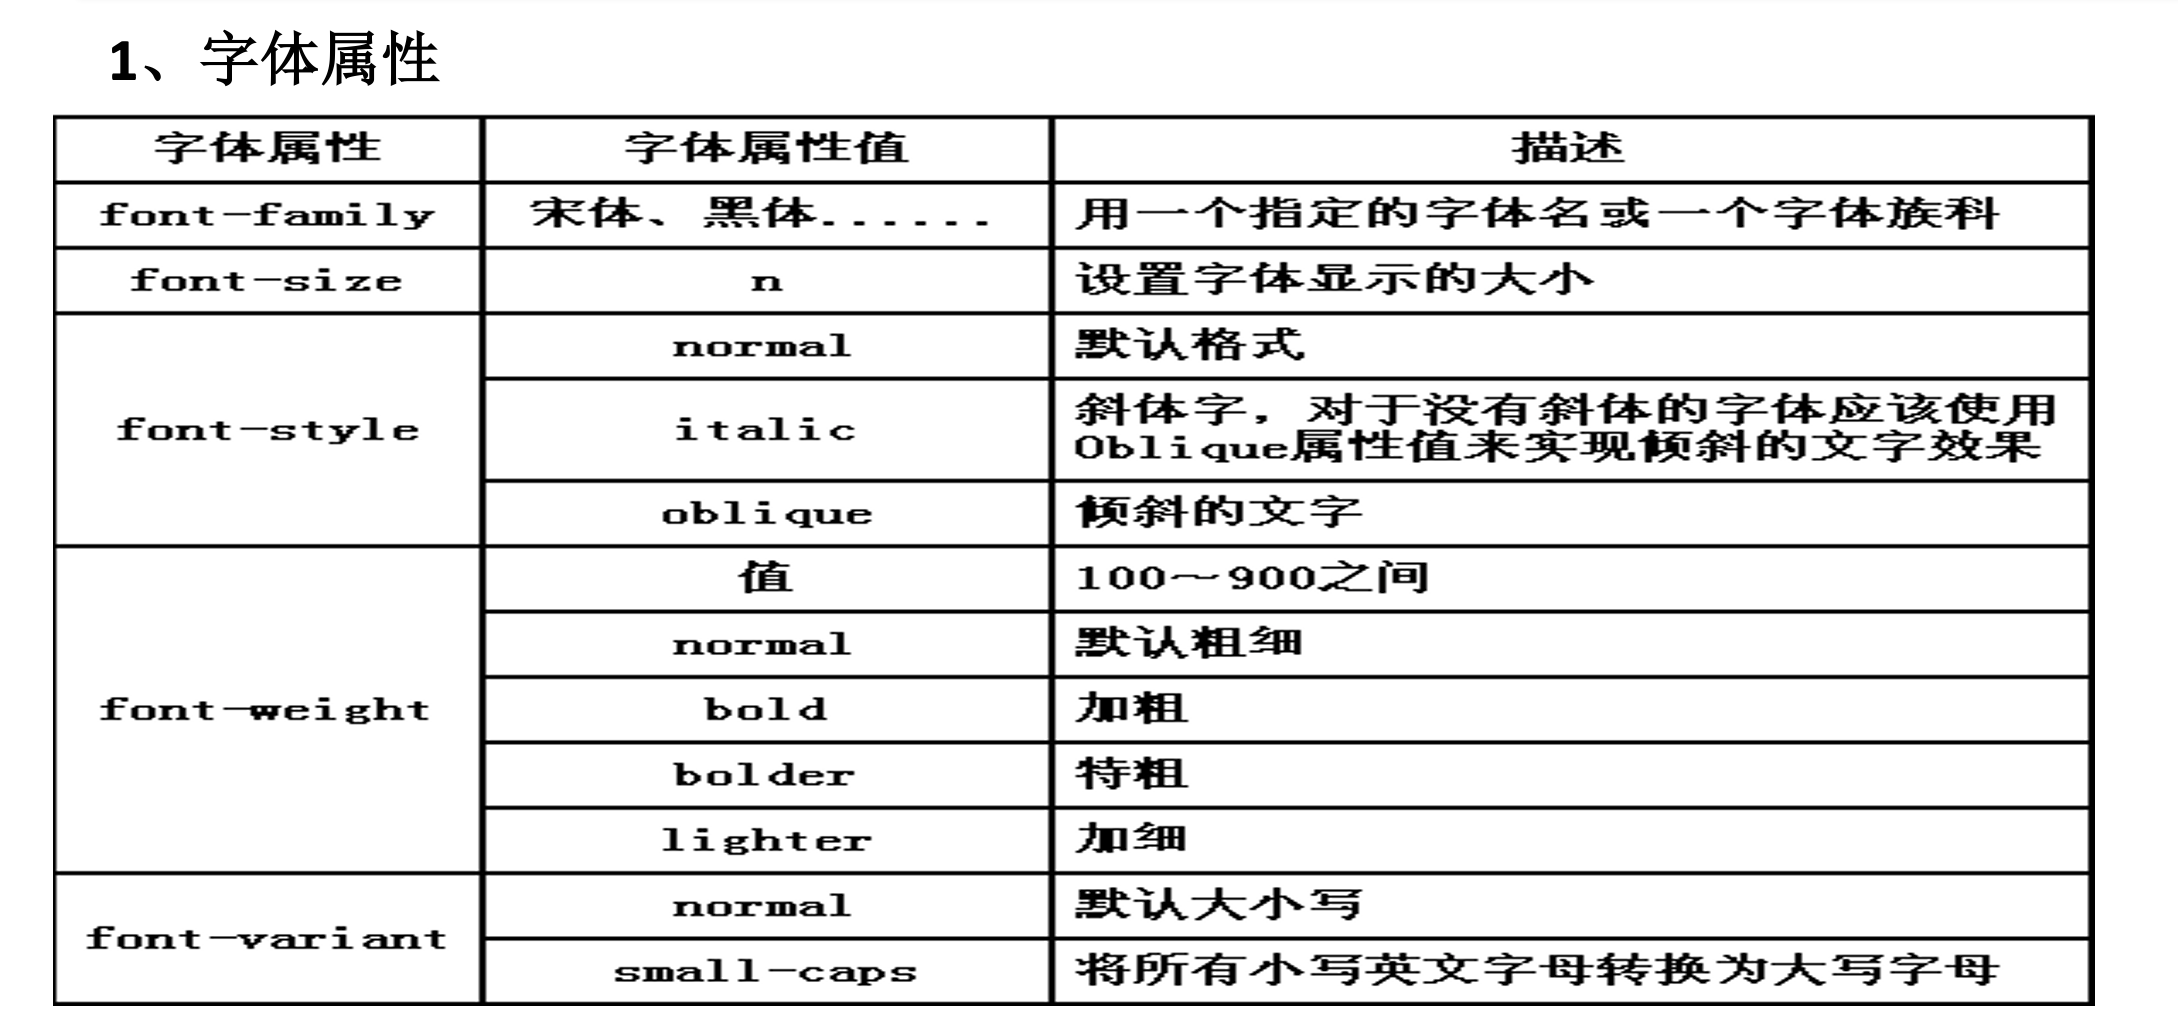 1、字体属性
字体属性 字体属性值 描述
font-family 宋体、黑体...... 用一个指定的字体名或一个字体族科
font-size n 设置字体显示的大小
font-style
normal 默认格式
italic 斜体字，对于没有斜体的字体应该使用
Oblique属性值来实现倾斜的文字效果
oblique 倾斜的文字
font-weight
值 100～900之间
normal 默认粗细
bold 加粗
bolder 特粗
lighter 加细
font-variant
normal 默认大小写
small-caps 将所有小写英文字母转换为大写字母